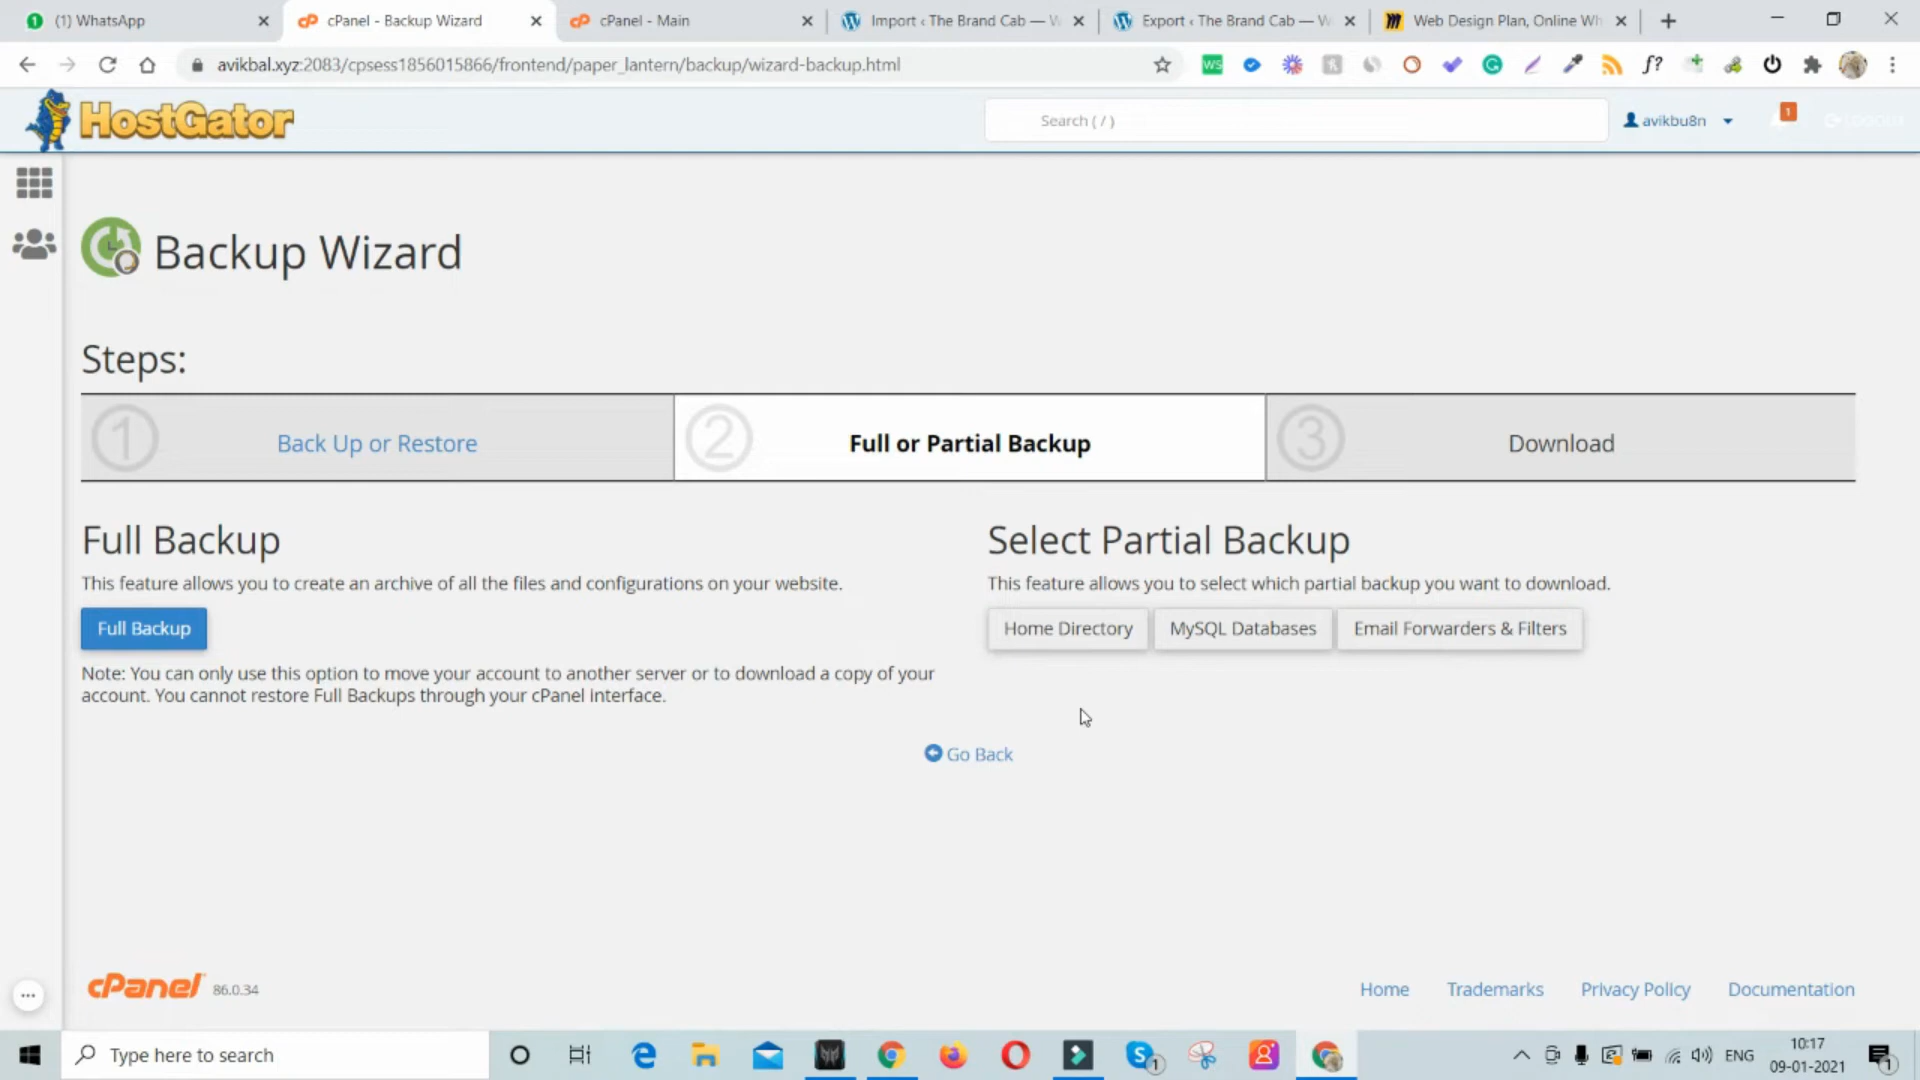 (1) WhatsApp
cPanel - Backup Wizard
cPanel - Main
Import ‹ The Brand Cab — W
Export ‹ The Brand Cab — W
Web Design Plan, Online Wh
avikbal.xyz:2083/cpsess1856015866/frontend/paper_lantern/backup/wizard-backup.html
HostGator
Search ( / )
avikbu8n
1
Backup Wizard
Steps:
1
Back Up or Restore
2
Full or Partial Backup
3
Download
Full Backup
This feature allows you to create an archive of all the files and configurations on your website.
Full Backup
Note: You can only use this option to move your account to another server or to download a copy of your
account. You cannot restore Full Backups through your cPanel interface.
Select Partial Backup
This feature allows you to select which partial backup you want to download.
Home Directory
MySQL Databases
Email Forwarders & Filters
Go Back
cPanel 86.0.34
Home
Trademarks
Privacy Policy
Documentation
Type here to search
1
ENG
10:17
09-01-2021
1